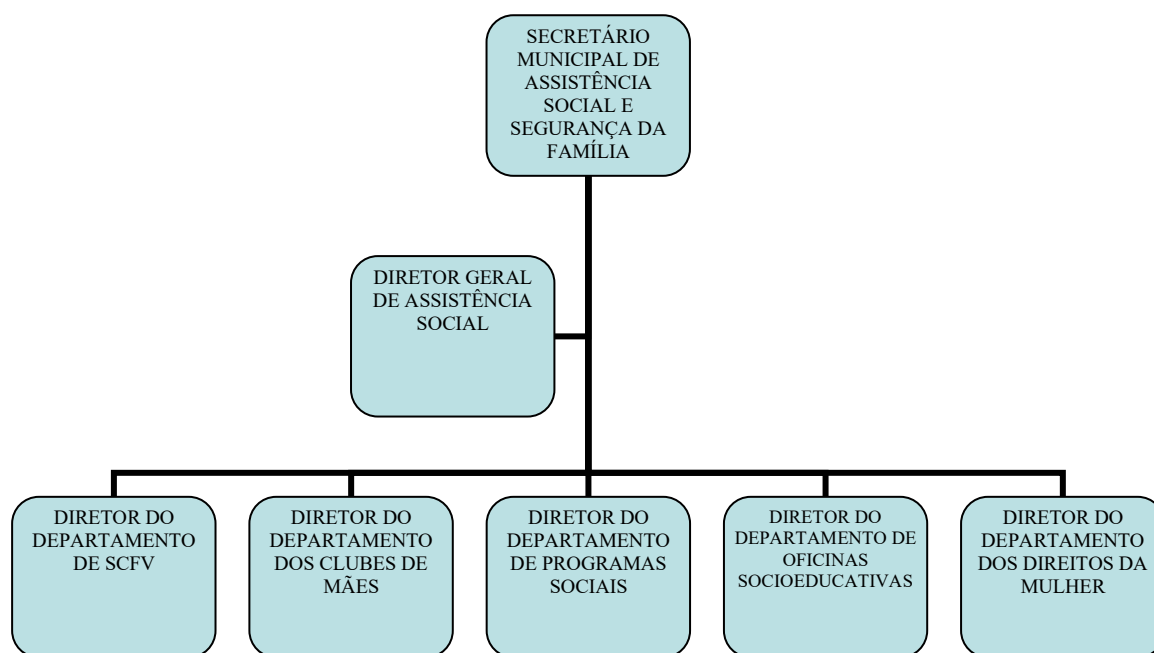 SECRETÁRIO
MUNICIPAL DE
ASSISTÊNCIA
SOCIAL E
SEGURANÇA DA
FAMÍLIA
DIRETOR GERAL
DE ASSISTÊNCIA
SOCIAL
DIRETOR DO
DEPARTAMENTO
DE SCFV
DIRETOR DO
DEPARTAMENTO
DOS CLUBES DE
MÃES
DIRETOR DO
DEPARTAMENTO
DE PROGRAMAS
SOCIAIS
DIRETOR DO
DEPARTAMENTO DE
OFICINAS
SOCIOEDUCATIVAS
DIRETOR DO
DEPARTAMENTO
DOS DIREITOS DA
MULHER